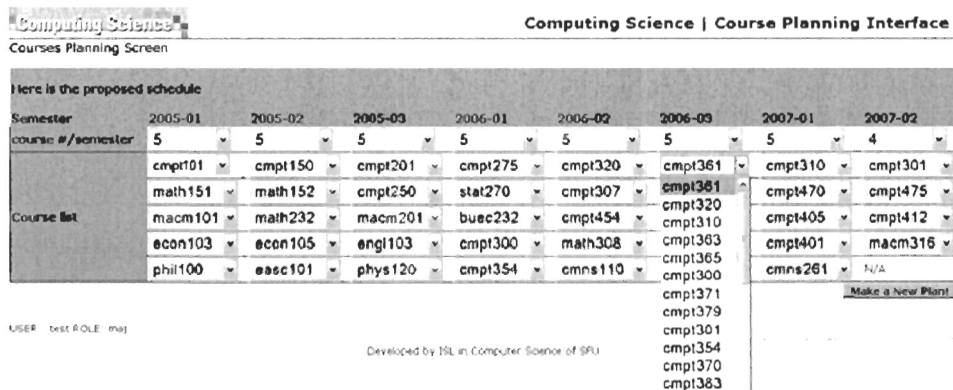 Computing Science
Computing Science | Course Planning Interface
Courses Planning Screen
Here is the proposed schedule
Semester 2005-01 2005-02 2005-03 2006-01 2006-02 2006-03 2007-01 2007-02
course #/semester 5 5 5 5 5 5 5 4
cmpt101 cmpt150 cmpt201 cmpt275 cmpt320 cmpt361 cmpt310 cmpt301
math151 math152 cmpt250 stat270 cmpt307 cmpt361 cmpt470 cmpt475
cmpt320
Course list macm101 math232 macm201 buec232 cmpt454 cmpt310 cmpt405 cmpt412
econ103 econ105 engl103 cmpt300 math308 cmpt363 cmpt401 macm316
cmpt365
phil100 easc101 phys120 cmpt354 cmns110 cmpt300 cmns261 N/A
cmpt371
Make a New Plan!
cmpt379
USER test ROLE maj
cmpt301
Developed by ISL in Computer Science of SFU
cmpt354
cmpt370
cmpt383